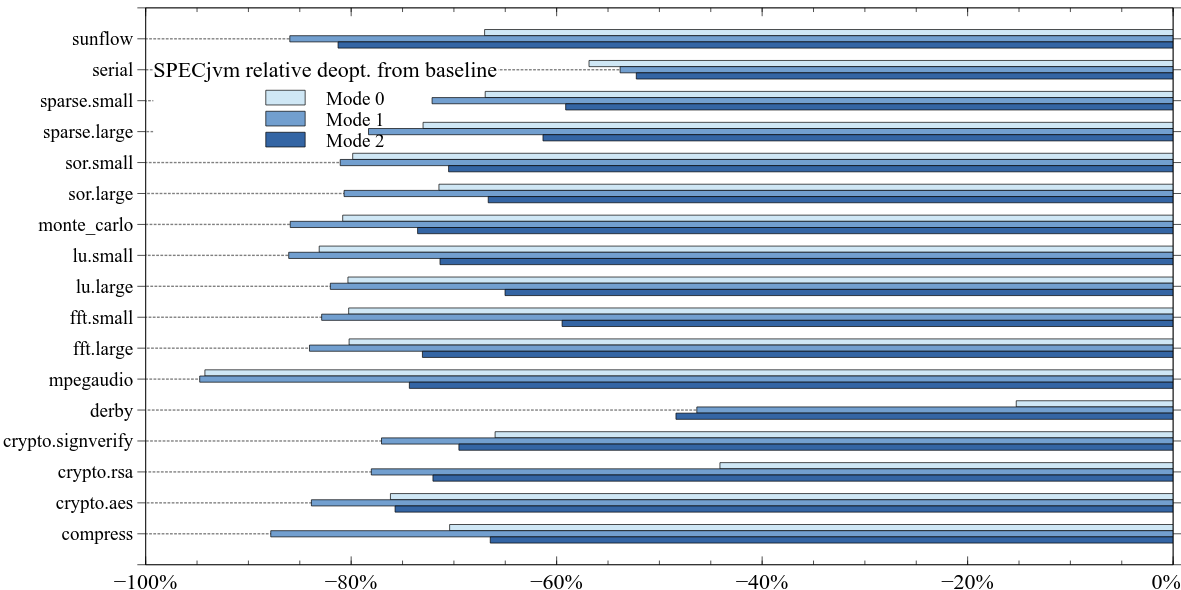 sunflow
serial
SPECjvm relative deopt. from baseline
sparse.small
Mode 0
Mode 1
sparse.large
Mode 2
sor.small
sor.large
monte_carlo
lu.small
lu.large
fft.small
fft.large
mpegaudio
derby
crypto.signverify
crypto.rsa
crypto.aes
compress
−100% −80% −60% −40% −20% 0%